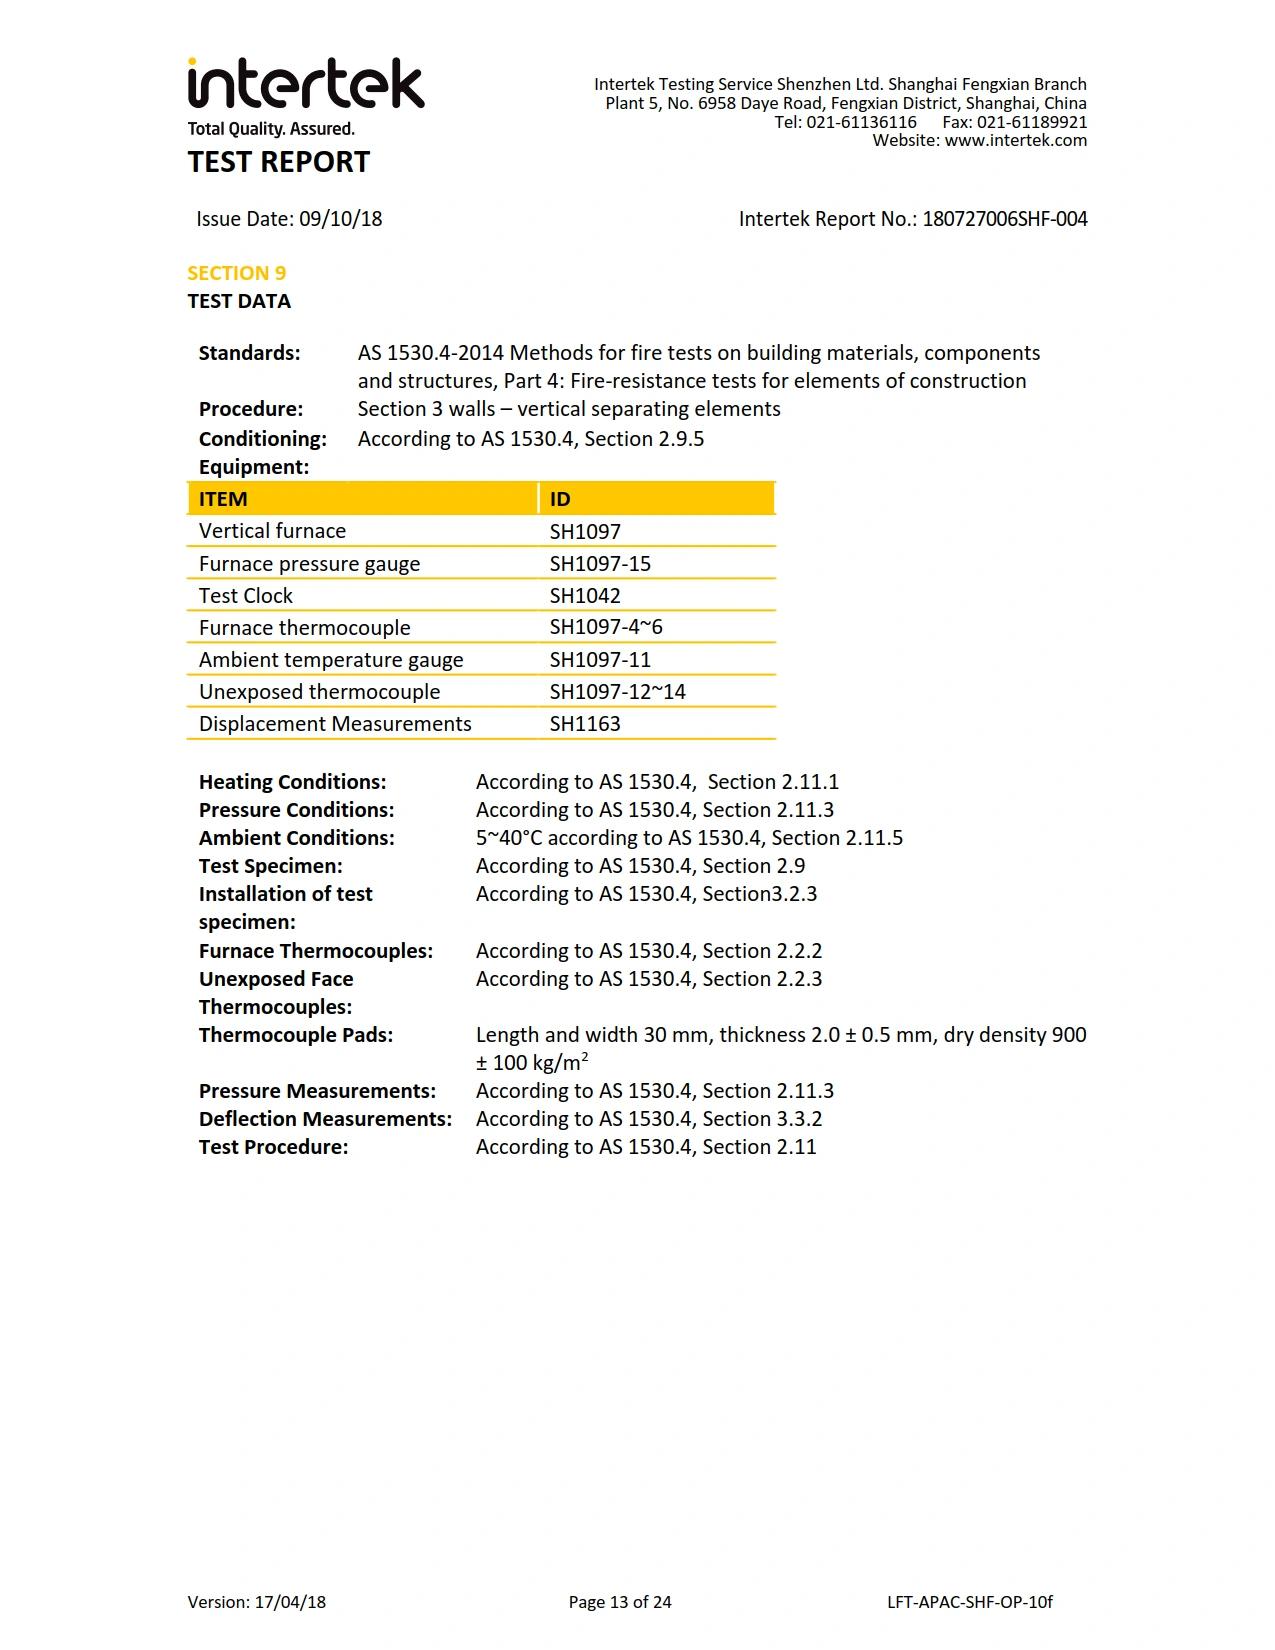 intertek
Total Quality. Assured.
TEST REPORT
Intertek Testing Service Shenzhen Ltd. Shanghai Fengxian Branch
Plant 5, No. 6958 Daye Road, Fengxian District, Shanghai, China
Tel: 021-61136116 Fax: 021-61189921
Website: www.intertek.com
Issue Date: 09/10/18 Intertek Report No.: 180727006SHF-004
SECTION 9
TEST DATA
Standards: AS 1530.4-2014 Methods for fire tests on building materials, components
and structures, Part 4: Fire-resistance tests for elements of construction
Procedure: Section 3 walls – vertical separating elements
Conditioning: According to AS 1530.4, Section 2.9.5
Equipment:
ITEM ID
Vertical furnace SH1097
Furnace pressure gauge SH1097-15
Test Clock SH1042
Furnace thermocouple SH1097-4~6
Ambient temperature gauge SH1097-11
Unexposed thermocouple SH1097-12~14
Displacement Measurements SH1163
Heating Conditions: According to AS 1530.4, Section 2.11.1
Pressure Conditions: According to AS 1530.4, Section 2.11.3
Ambient Conditions: 5~40°C according to AS 1530.4, Section 2.11.5
Test Specimen: According to AS 1530.4, Section 2.9
Installation of test According to AS 1530.4, Section3.2.3
specimen:
Furnace Thermocouples: According to AS 1530.4, Section 2.2.2
Unexposed Face According to AS 1530.4, Section 2.2.3
Thermocouples:
Thermocouple Pads: Length and width 30 mm, thickness 2.0 ± 0.5 mm, dry density 900
± 100 kg/m²
Pressure Measurements: According to AS 1530.4, Section 2.11.3
Deflection Measurements: According to AS 1530.4, Section 3.3.2
Test Procedure: According to AS 1530.4, Section 2.11
Version: 17/04/18 Page 13 of 24 LFT-APAC-SHF-OP-10f